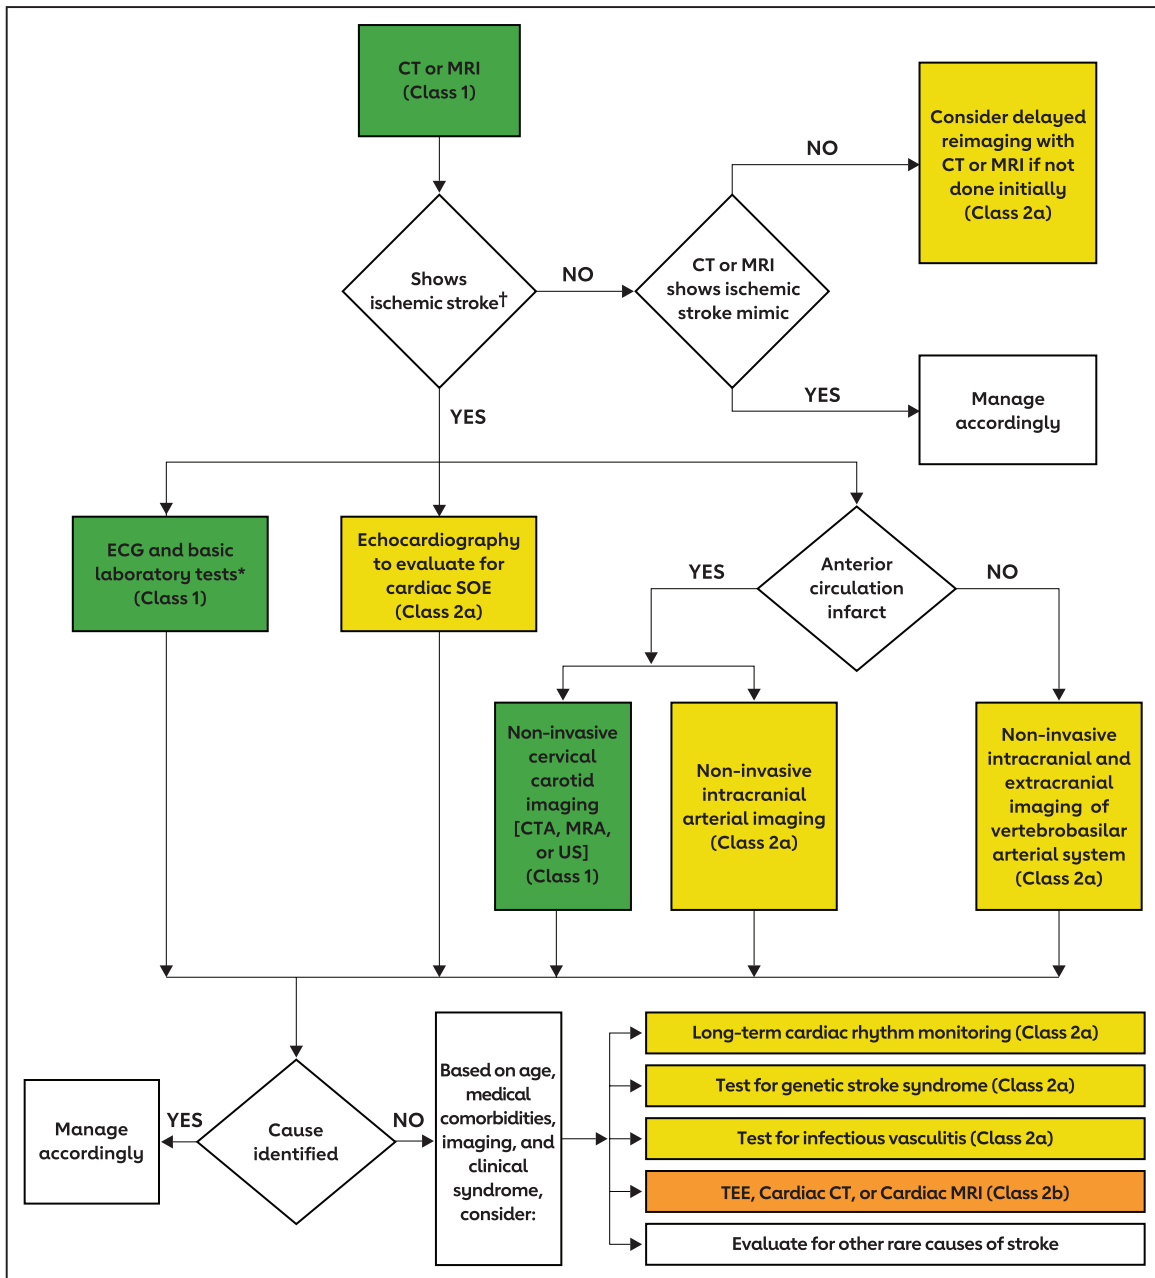 CT or MRI
(Class 1)
Consider delayed
reimaging with
CT or MRI if not
done initially
(Class 2a)
NO
Shows
ischemic stroke†
NO
CT or MRI
shows ischemic
stroke mimic
YES
Manage
accordingly
YES
ECG and basic
laboratory tests*
(Class 1)
Echocardiography
to evaluate for
cardiac SOE
(Class 2a)
YES
Anterior
circulation
infarct
NO
Non-invasive
cervical
carotid
imaging
[CTA, MRA,
or US]
(Class 1)
Non-invasive
intracranial
arterial imaging
(Class 2a)
Non-invasive
intracranial and
extracranial
imaging of
vertebrobasilar
arterial system
(Class 2a)
Manage
accordingly
YES
Cause
identified
NO
Based on age,
medical
comorbidities,
imaging, and
clinical
syndrome,
consider:
Long-term cardiac rhythm monitoring (Class 2a)
Test for genetic stroke syndrome (Class 2a)
Test for infectious vasculitis (Class 2a)
TEE, Cardiac CT, or Cardiac MRI (Class 2b)
Evaluate for other rare causes of stroke